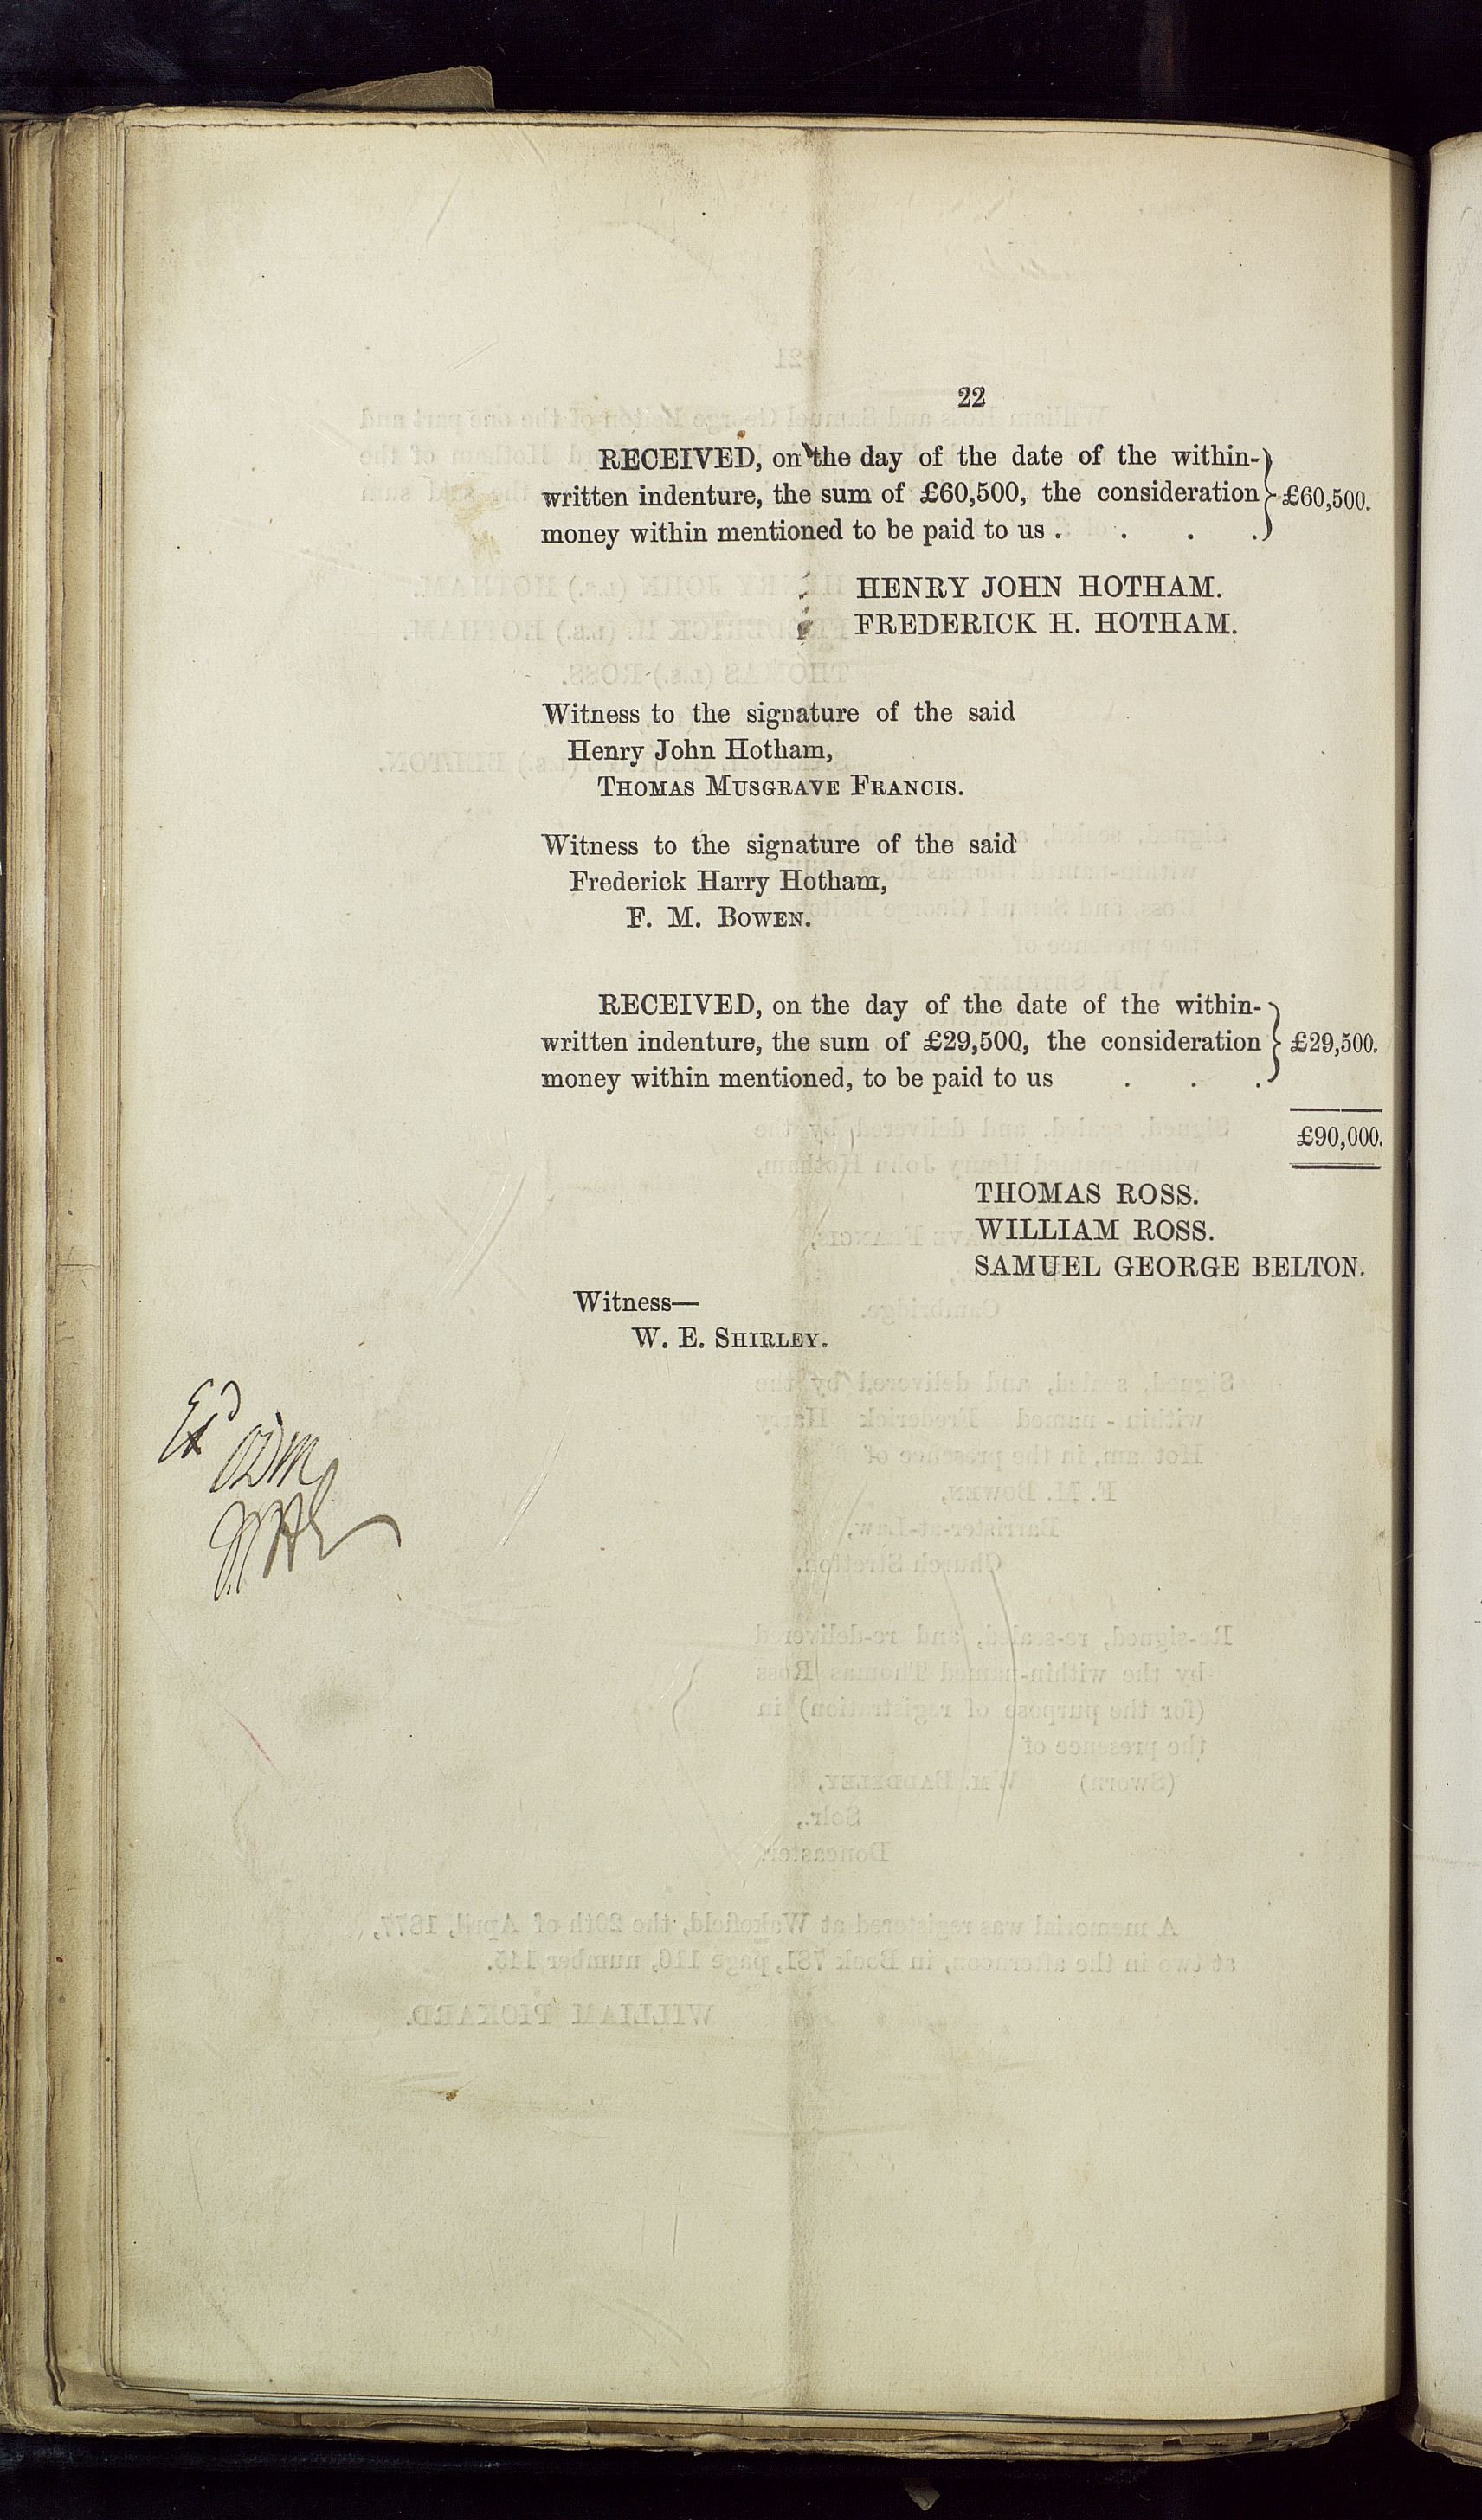 22
RECEIVED, on the day of the date of the within-
written indenture, the sum of £60,500, the consideration } £60,500.
money within mentioned to be paid to us . . . .
HENRY JOHN HOTHAM.
FREDERICK H. HOTHAM.
Witness to the signature of the said
Henry John Hotham,
THOMAS MUSGRAVE FRANCIS.
Witness to the signature of the said
Frederick Harry Hotham,
F. M. BOWEN.
RECEIVED, on the day of the date of the within-
written indenture, the sum of £29,500, the consideration } £29,500.
money within mentioned, to be paid to us . . .
£90,000.
THOMAS ROSS.
WILLIAM ROSS.
SAMUEL GEORGE BELTON.
Witness—
W. E. SHIRLEY.